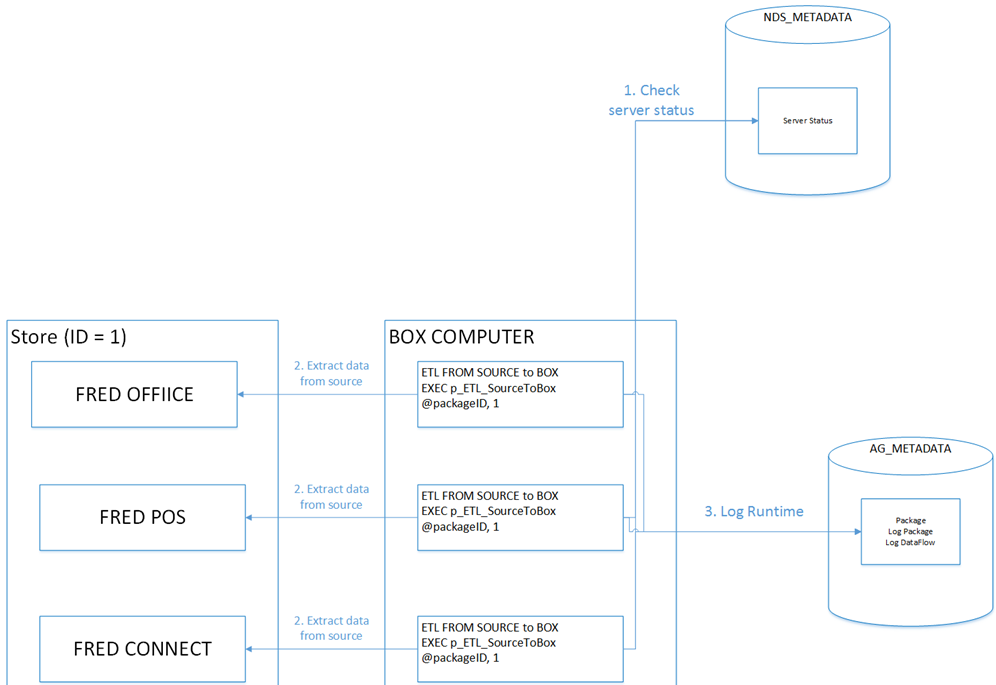 NDS_METADATA
1. Check
server status
Server Status
Store (ID = 1)
BOX COMPUTER
FRED OFFIICE
2. Extract data
from source
ETL FROM SOURCE to BOX
EXEC p_ETL_SourceToBox
@packageID, 1
AG_METADATA
FRED POS
2. Extract data
from source
ETL FROM SOURCE to BOX
EXEC p_ETL_SourceToBox
@packageID, 1
3. Log Runtime
Package
Log Package
Log DataFlow
FRED CONNECT
2. Extract data
from source
ETL FROM SOURCE to BOX
EXEC p_ETL_SourceToBox
@packageID, 1